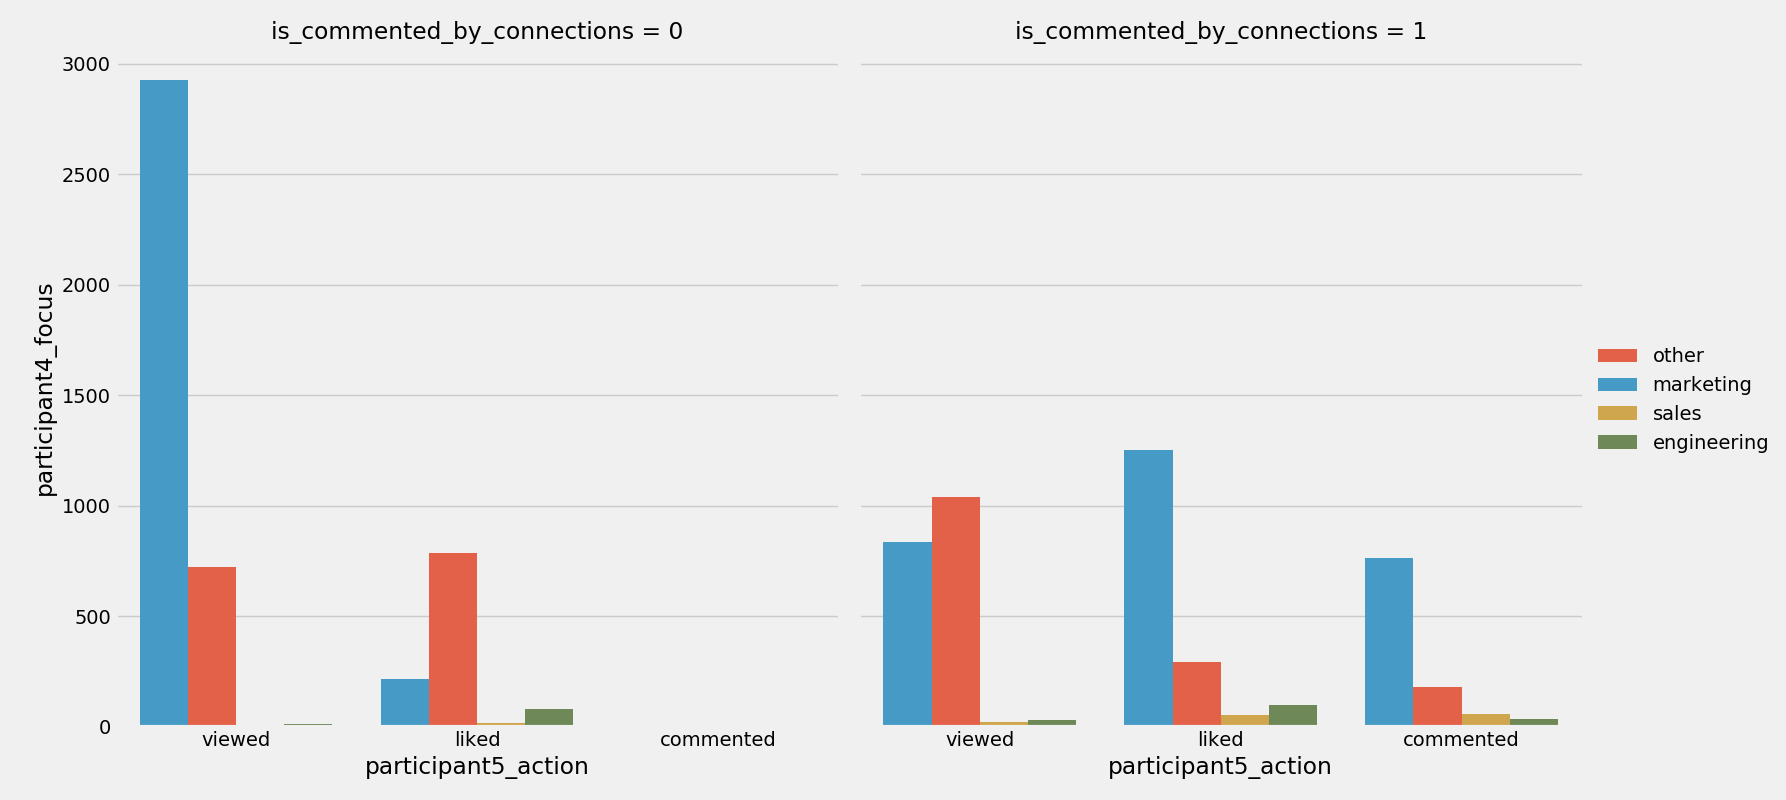 is_commented_by_connections = 0
is_commented_by_connections = 1
participant4_focus
3000
2500
2000
1500
1000
500
0
viewed
liked
commented
participant5_action
viewed
liked
commented
participant5_action
other
marketing
sales
engineering